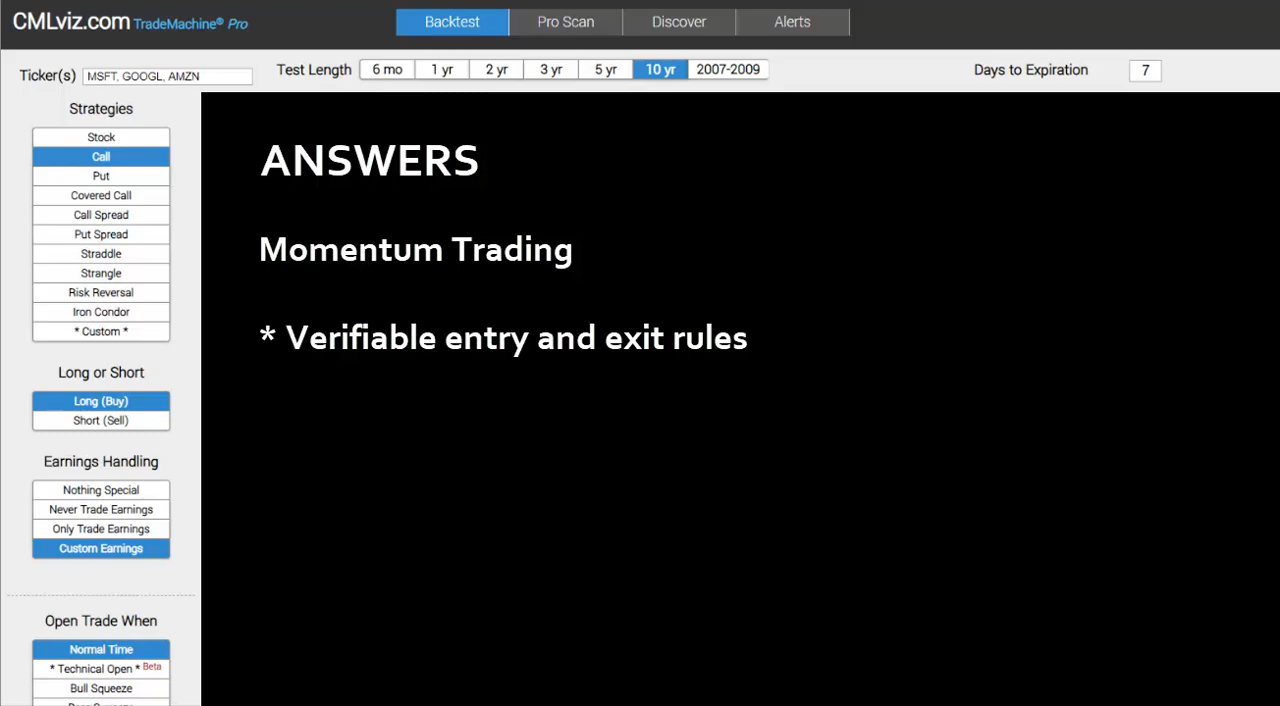 CMLviz.com TradeMachine® Pro
Backtest Pro Scan Discover Alerts
Ticker(s) MSFT, GOOGL, AMZN
Test Length 6 mo 1 yr 2 yr 3 yr 5 yr 10 yr 2007-2009
Days to Expiration 7
Strategies
Stock
Call
Put
Covered Call
Call Spread
Put Spread
Straddle
Strangle
Risk Reversal
Iron Condor
* Custom *
Long or Short
Long (Buy)
Short (Sell)
Earnings Handling
Nothing Special
Never Trade Earnings
Only Trade Earnings
Custom Earnings
Open Trade When
Normal Time
* Technical Open * Beta
Bull Squeeze
ANSWERS
Momentum Trading
* Verifiable entry and exit rules